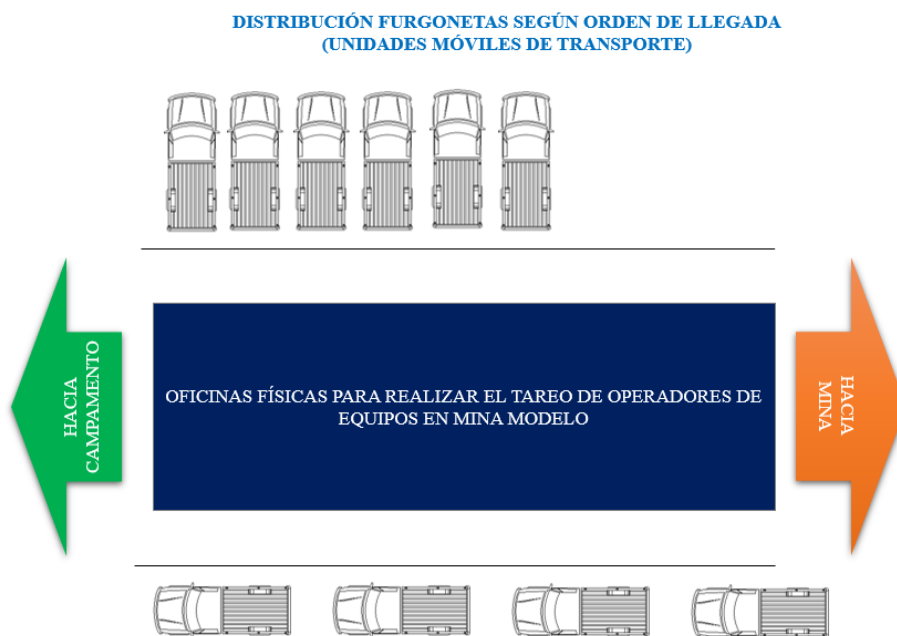 DISTRIBUCIÓN FURGONETAS SEGÚN ORDEN DE LLEGADA
(UNIDADES MÓVILES DE TRANSPORTE)
HACIA
CAMPAMENTO
OFICINAS FÍSICAS PARA REALIZAR EL TAREO DE OPERADORES DE
EQUIPOS EN MINA MODELO
HACIA
MINA